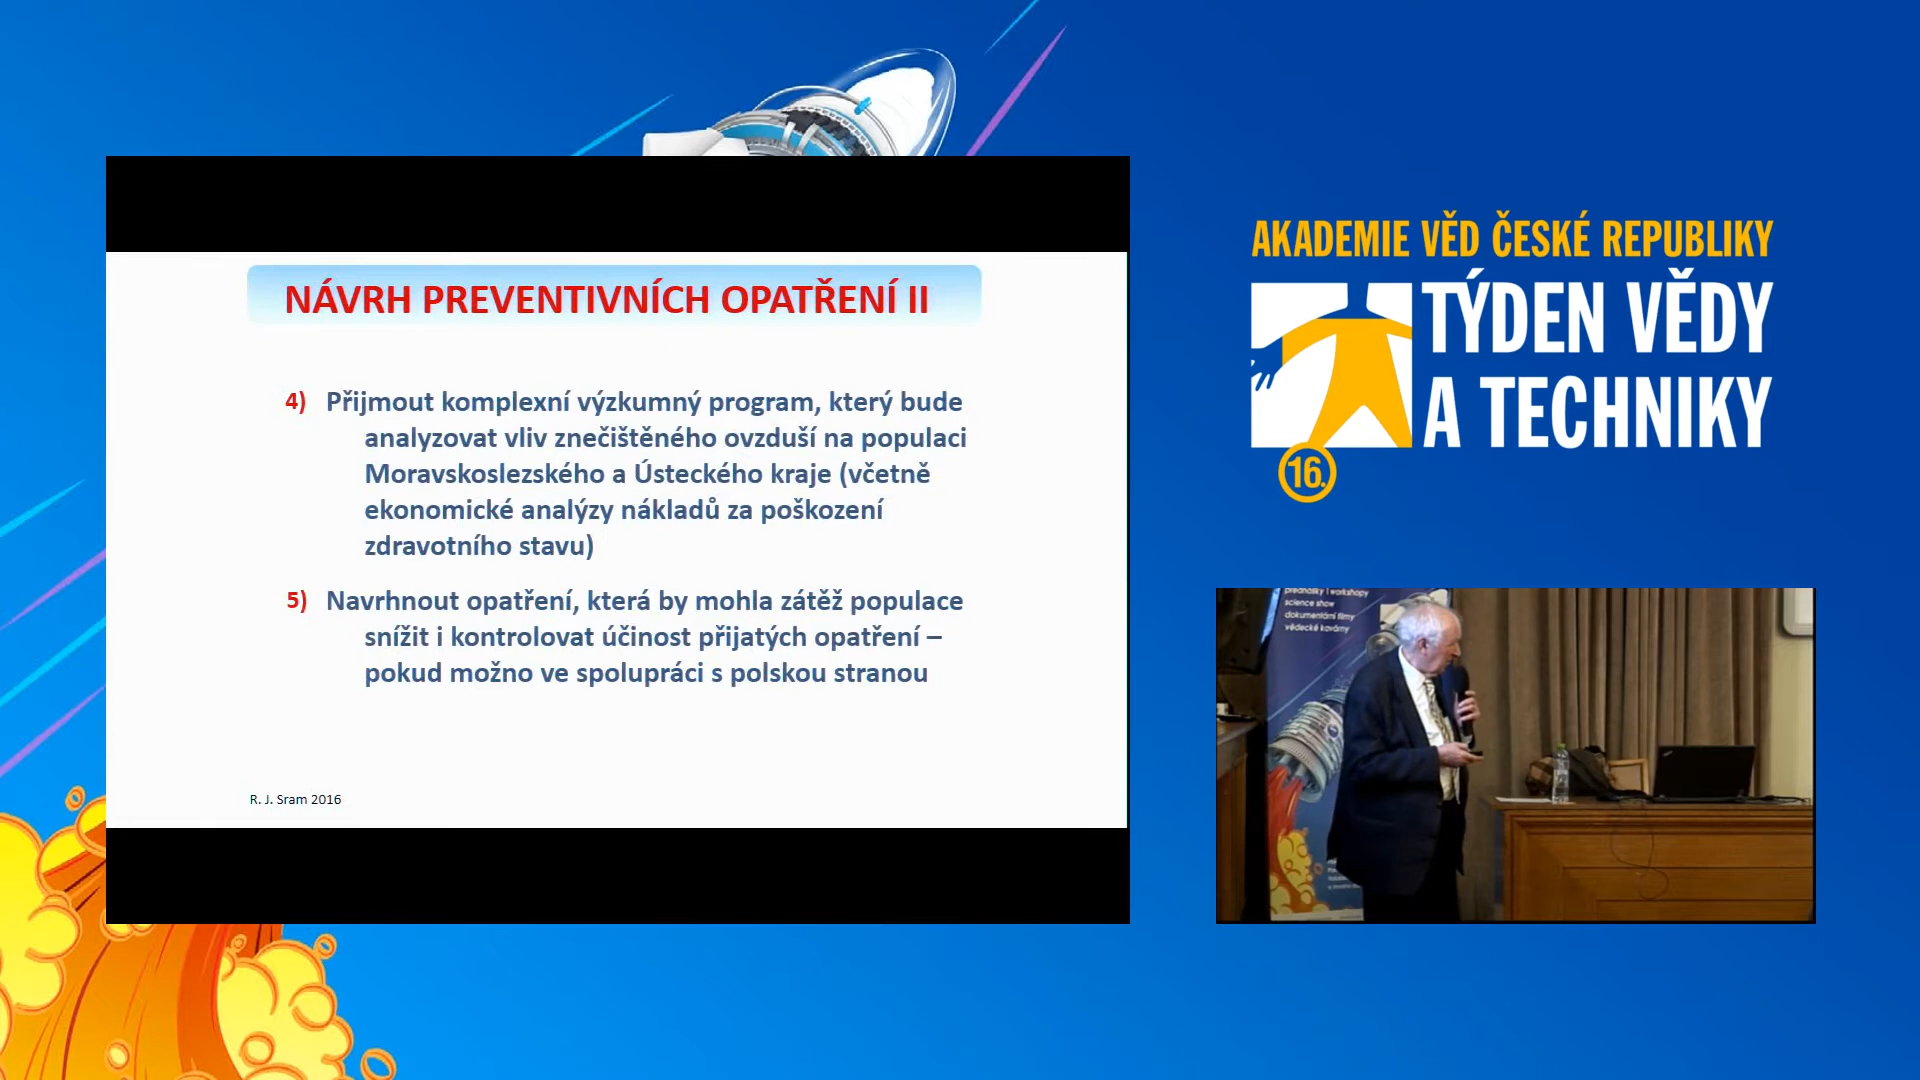 NÁVRH PREVENTIVNÍCH OPATŘENÍ II
4) Přijmout komplexní výzkumný program, který bude
analyzovat vliv znečištěného ovzduší na populaci
Moravskoslezského a Ústeckého kraje (včetně
ekonomické analýzy nákladů za poškození
zdravotního stavu)
5) Navrhnout opatření, která by mohla zátěž populace
snížit i kontrolovat účinost přijatých opatření –
pokud možno ve spolupráci s polskou stranou
R. J. Sram 2016
AKADEMIE VĚD ČESKÉ REPUBLIKY
TÝDEN VĚDY
A TECHNIKY
16.
přednášky | workshopy
science show
dokumentární filmy
vědecké kavárny